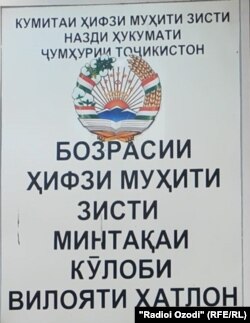 КУМИТАИ ҲИФЗИ МУҲИТИ ЗИСТИ
НАЗДИ ҲУКУМАТИ
ҶУМҲУРИИ ТОҶИКИСТОН
БОЗРАСИИ
ҲИФЗИ МУҲИТИ
ЗИСТИ
МИНТАҚАИ
КӮЛОБИ
ВИЛОЯТИ ХАТЛОН
"Radioi Ozodi" (RFE/RL)